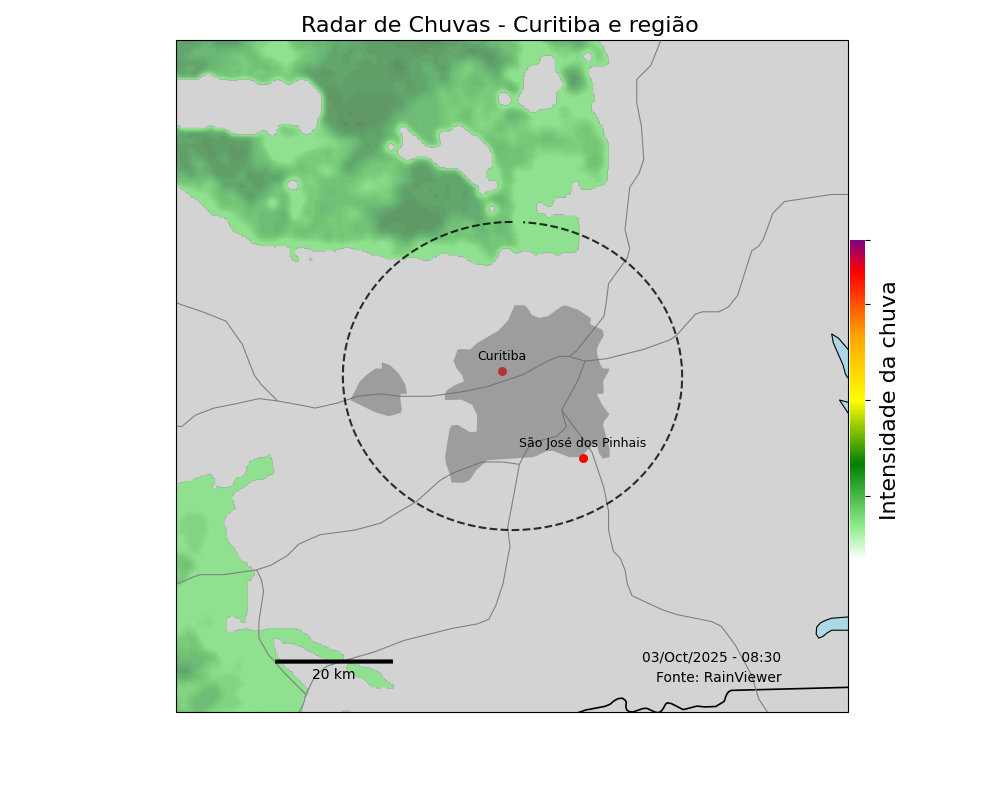 Radar de Chuvas - Curitiba e região
Curitiba
São José dos Pinhais
Intensidade da chuva
03/Oct/2025 - 08:30
Fonte: RainViewer
20 km